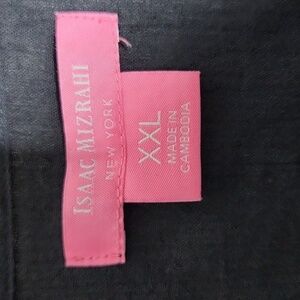 ISAAC MIZRAHI
NEW YORK
XXL
MADE IN
CAMBODIA